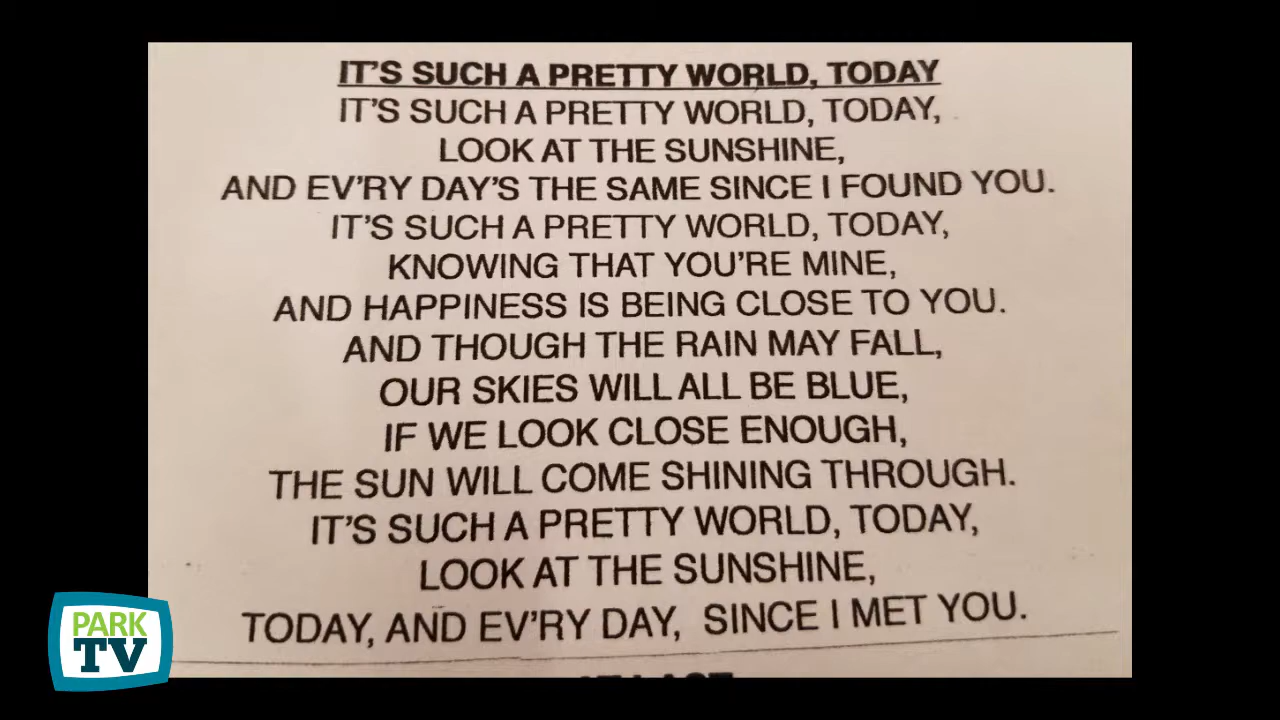 IT'S SUCH A PRETTY WORLD, TODAY
IT'S SUCH A PRETTY WORLD, TODAY,
LOOK AT THE SUNSHINE,
AND EV'RY DAY'S THE SAME SINCE I FOUND YOU.
IT'S SUCH A PRETTY WORLD, TODAY,
KNOWING THAT YOU'RE MINE,
AND HAPPINESS IS BEING CLOSE TO YOU.
AND THOUGH THE RAIN MAY FALL,
OUR SKIES WILL ALL BE BLUE,
IF WE LOOK CLOSE ENOUGH,
THE SUN WILL COME SHINING THROUGH.
IT'S SUCH A PRETTY WORLD, TODAY,
LOOK AT THE SUNSHINE,
TODAY, AND EV'RY DAY, SINCE I MET YOU.
PARK
TV